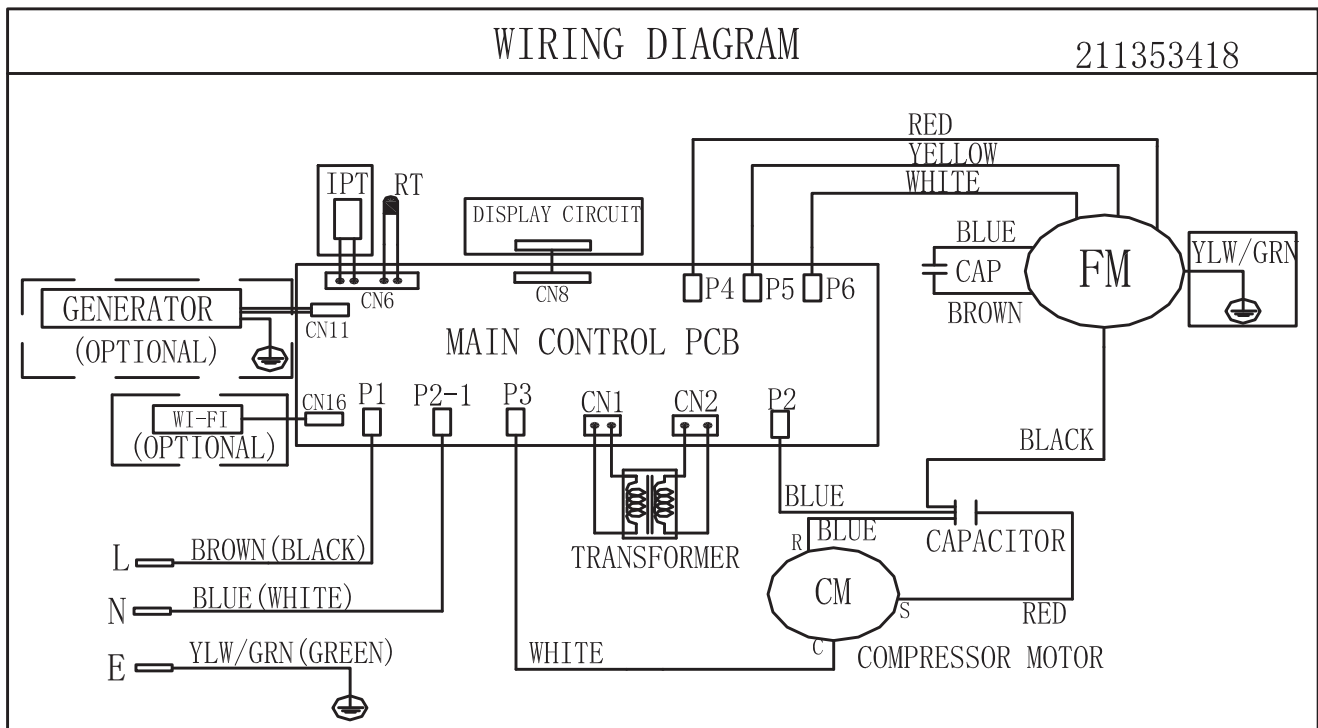 WIRING DIAGRAM
211353418
RED
YELLOW
WHITE
IPT
RT
DISPLAY CIRCUIT
BLUE
CAP
BROWN
FM
YLW/GRN
CN6
CN8
P4
P5
P6
GENERATOR
(OPTIONAL)
CN11
MAIN CONTROL PCB
CN16
P1
P2-1
P3
CN1
CN2
P2
WI-FI
(OPTIONAL)
BLACK
BLUE
BLUE
R
CAPACITOR
TRANSFORMER
L
BROWN(BLACK)
N
BLUE(WHITE)
CM
S
RED
C
E
YLW/GRN(GREEN)
WHITE
COMPRESSOR MOTOR